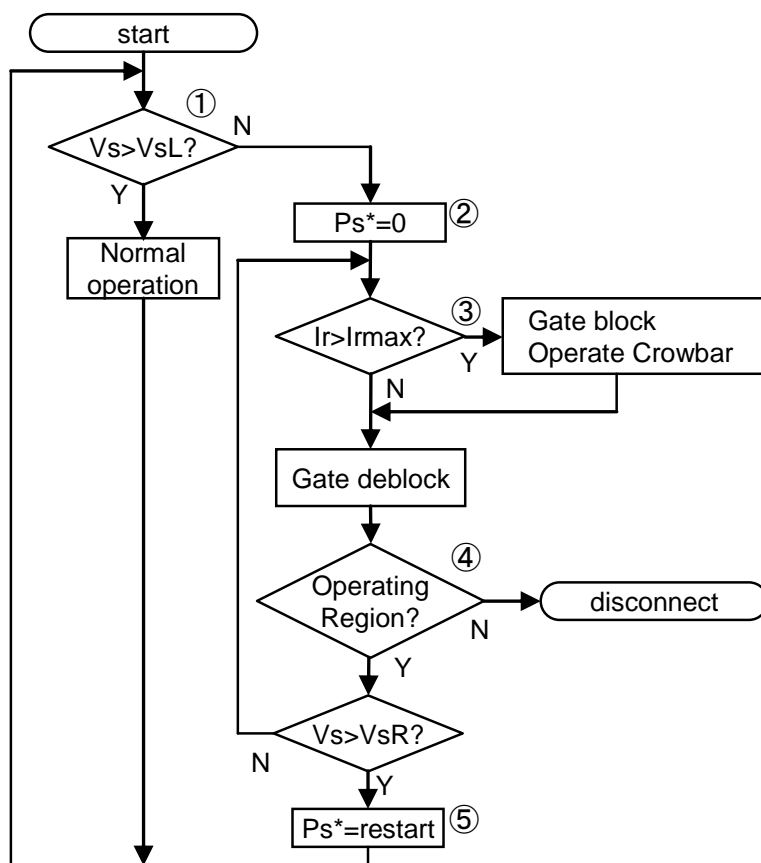 start
①
Vs>VsL?
N
Y
Ps*=0
②
Normal
operation
③
Ir>Irmax?
Y
N
Gate block
Operate Crowbar
Gate deblock
④
Operating
Region?
N
disconnect
Y
Vs>VsR?
N
Y
Ps*=restart
⑤